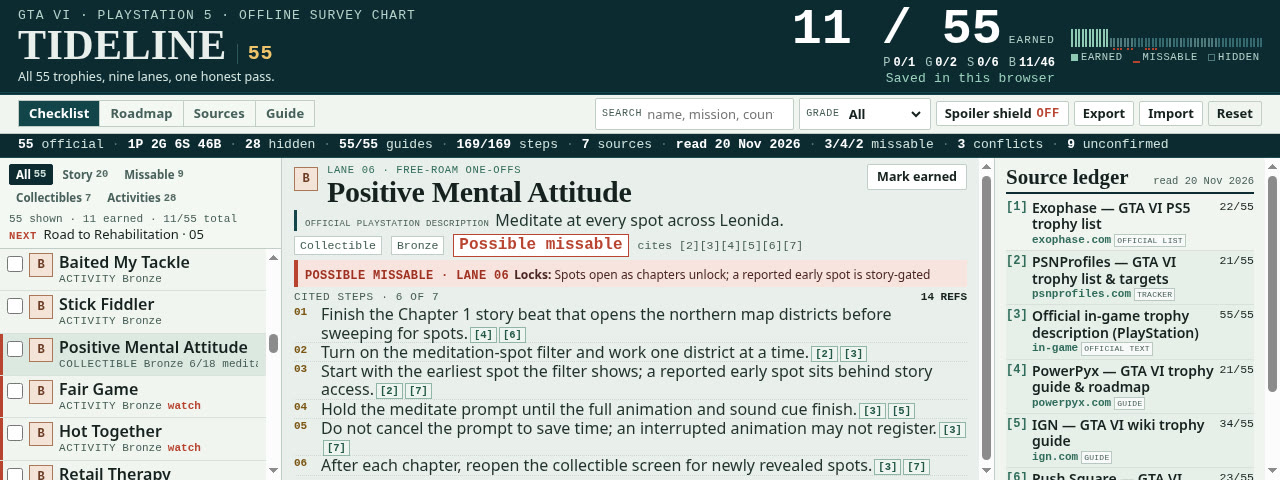 GTA VI · PLAYSTATION 5 · OFFLINE SURVEY CHART
TIDELINE 55
All 55 trophies, nine lanes, one honest pass.
11 / 55 EARNED
P 0/1 G 0/2 S 0/6 B 11/46
Saved in this browser
EARNED MISSABLE HIDDEN
Checklist Roadmap Sources Guide
SEARCH name, mission, coun
GRADE All
Spoiler shield OFF
Export Import Reset
55 official · 1P 2G 6S 46B · 28 hidden · 55/55 guides · 169/169 steps · 7 sources · read 20 Nov 2026 · 3/4/2 missable · 3 conflicts · 9 unconfirmed
All 55 Story 20 Missable 9
Collectibles 7 Activities 28
55 shown · 11 earned · 11/55 total
NEXT Road to Rehabilitation · 05
B Baited My Tackle
ACTIVITY Bronze
B Stick Fiddler
ACTIVITY Bronze
B Positive Mental Attitude
COLLECTIBLE Bronze 6/18 medita
B Fair Game
ACTIVITY Bronze watch
B Hot Together
ACTIVITY Bronze watch
B Retail Therapy
B LANE 06 · FREE-ROAM ONE-OFFS
Positive Mental Attitude
Mark earned
OFFICIAL PLAYSTATION DESCRIPTION Meditate at every spot across Leonida.
Collectible Bronze Possible missable cites [2][3][4][5][6][7]
POSSIBLE MISSABLE · LANE 06 Locks: Spots open as chapters unlock; a reported early spot is story-gated
CITED STEPS · 6 OF 7 14 REFS
01 Finish the Chapter 1 story beat that opens the northern map districts before
sweeping for spots. [4] [6]
02 Turn on the meditation-spot filter and work one district at a time. [2] [3]
03 Start with the earliest spot the filter shows; a reported early spot sits behind story
access. [2] [7]
04 Hold the meditate prompt until the full animation and sound cue finish. [3] [5]
05 Do not cancel the prompt to save time; an interrupted animation may not register. [3]
[7]
06 After each chapter, reopen the collectible screen for newly revealed spots. [3] [7]
Source ledger read 20 Nov 2026
[1] Exophase — GTA VI PS5 22/55
trophy list
exophase.com OFFICIAL LIST
[2] PSNProfiles — GTA VI 21/55
trophy list & targets
psnprofiles.com TRACKER
[3] Official in-game trophy 55/55
description (PlayStation)
in-game OFFICIAL TEXT
[4] PowerPyx — GTA VI trophy 21/55
guide & roadmap
powerpyx.com GUIDE
[5] IGN — GTA VI wiki trophy 34/55
guide
ign.com GUIDE
[6] Push Square — GTA VI 23/55